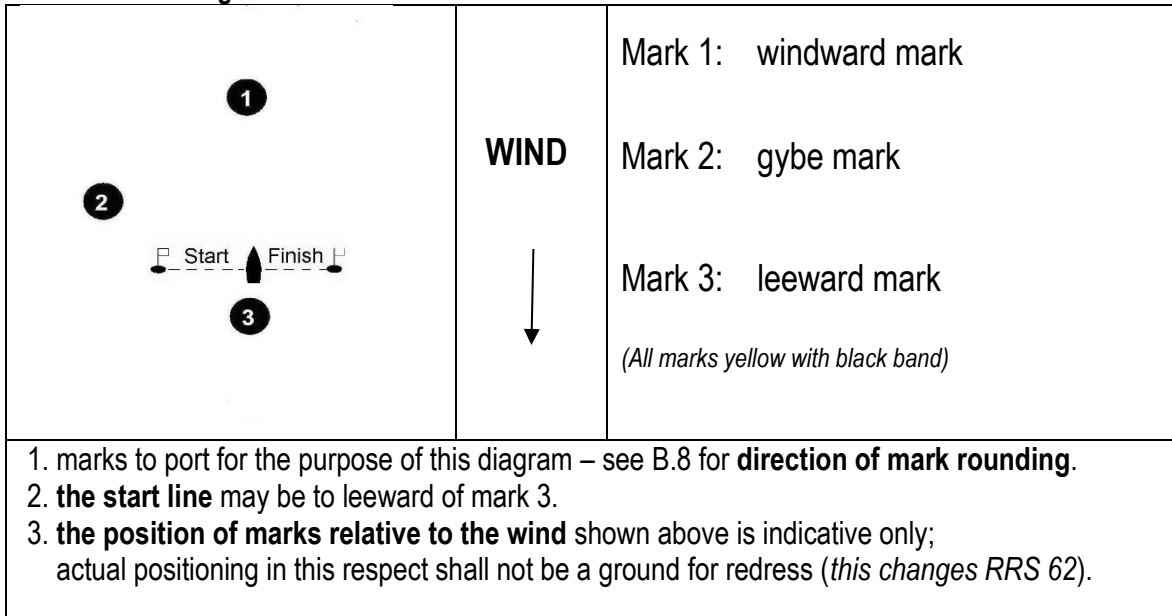 1
2
Start Finish
3
WIND
Mark 1: windward mark
Mark 2: gybe mark
Mark 3: leeward mark
(All marks yellow with black band)
1. marks to port for the purpose of this diagram – see B.8 for direction of mark rounding.
2. the start line may be to leeward of mark 3.
3. the position of marks relative to the wind shown above is indicative only;
actual positioning in this respect shall not be a ground for redress (this changes RRS 62).